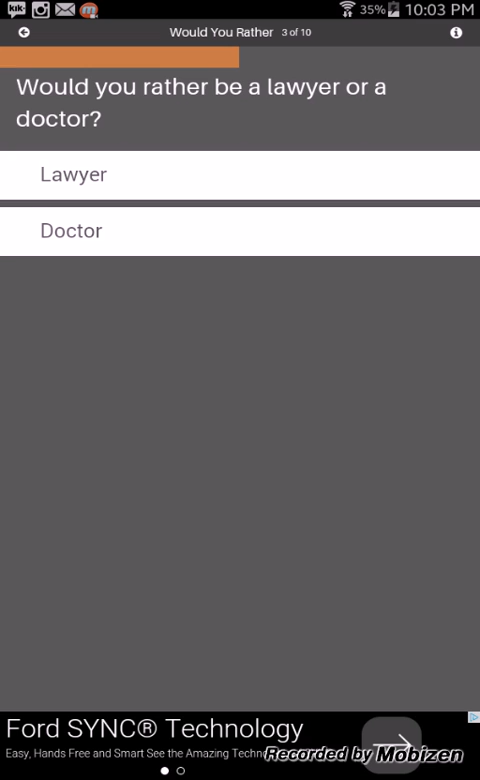 kik 35% 10:03 PM
Would You Rather 3 of 10
Would you rather be a lawyer or a
doctor?
Lawyer
Doctor
Ford SYNC® Technology
Easy, Hands Free and Smart See the Amazing
Recorded by Mobizen